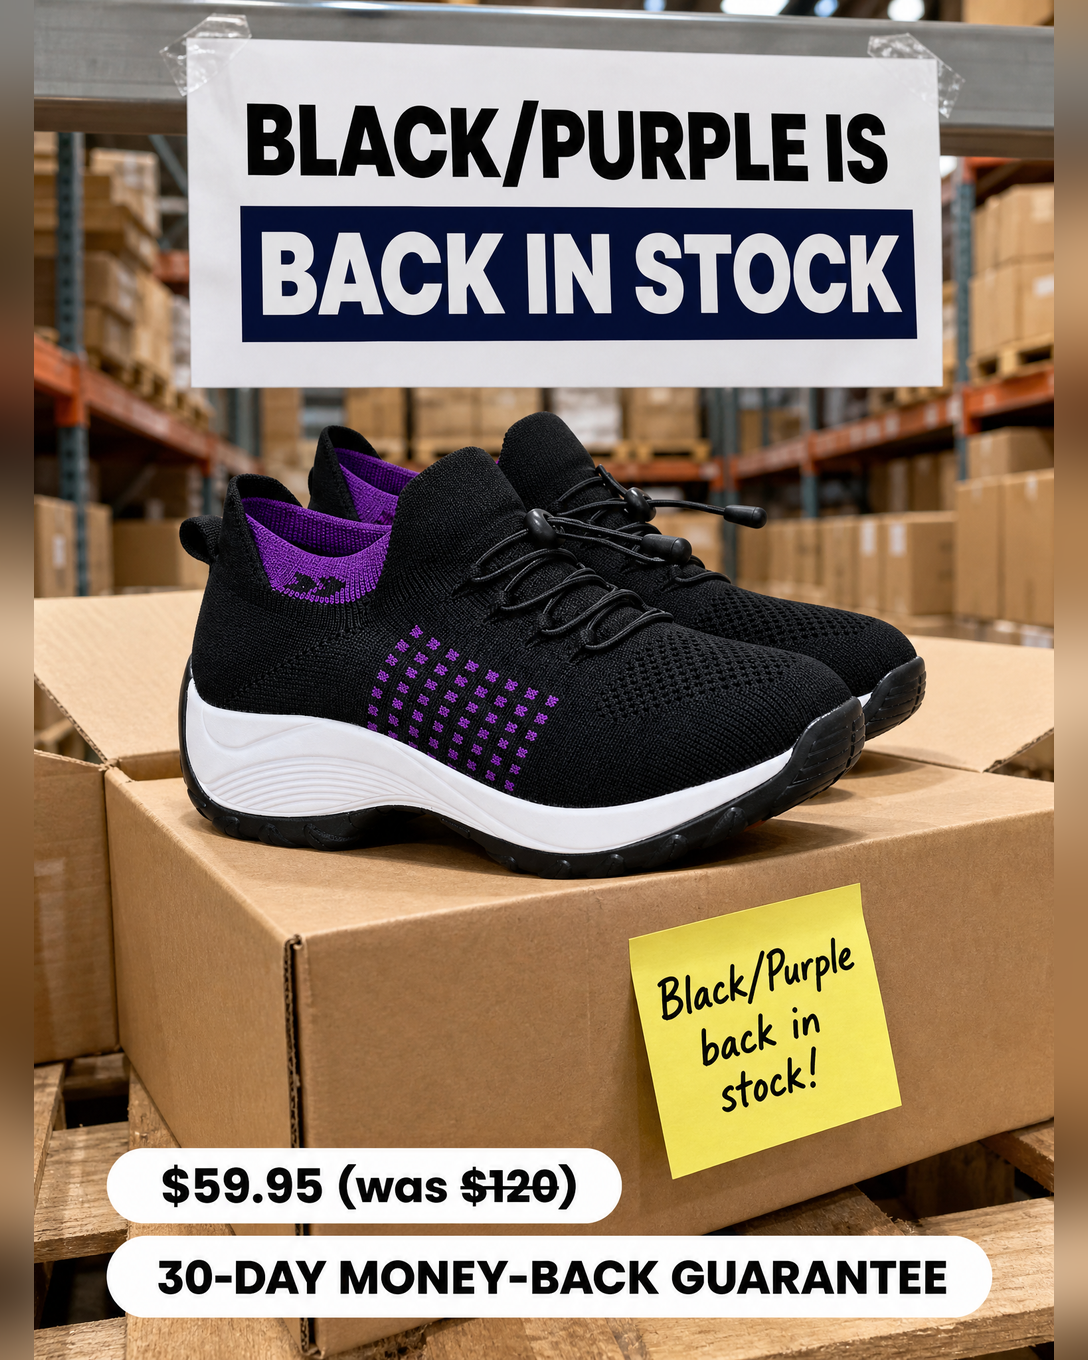 BLACK/PURPLE IS
BACK IN STOCK
Black/Purple
back in
stock!
$59.95 (was $120)
30-DAY MONEY-BACK GUARANTEE